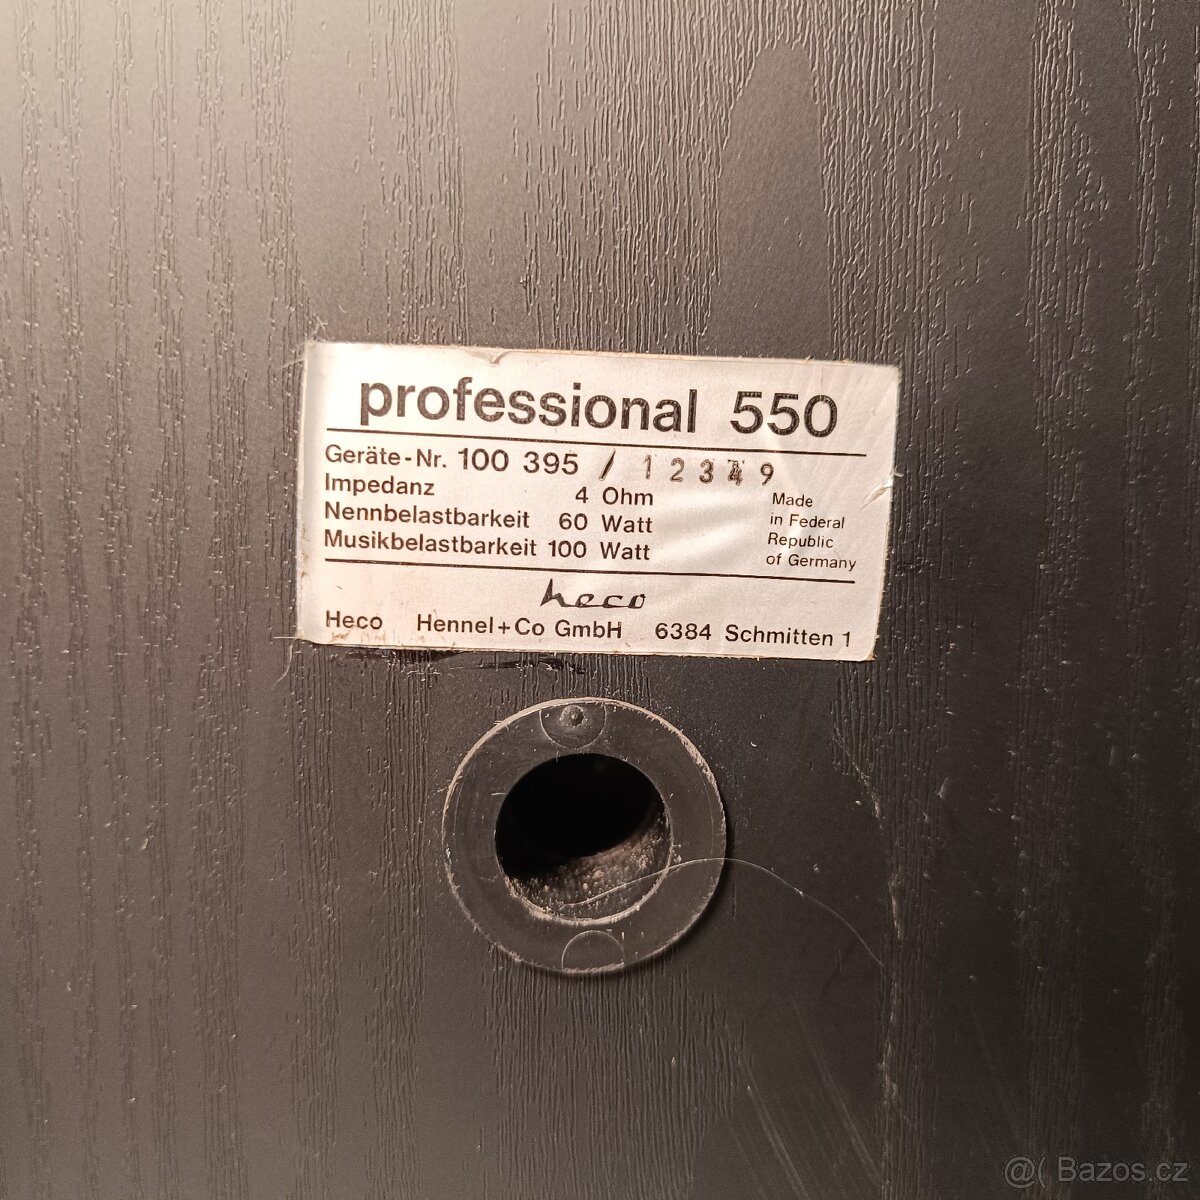 professional 550
Geräte-Nr. 100 395 / 12349
Impedanz 4 Ohm
Nennbelastbarkeit 60 Watt
Musikbelastbarkeit 100 Watt
Made
in Federal
Republic
of Germany
heco
Heco Hennel+Co GmbH 6384 Schmitten 1
@( Bazos.cz